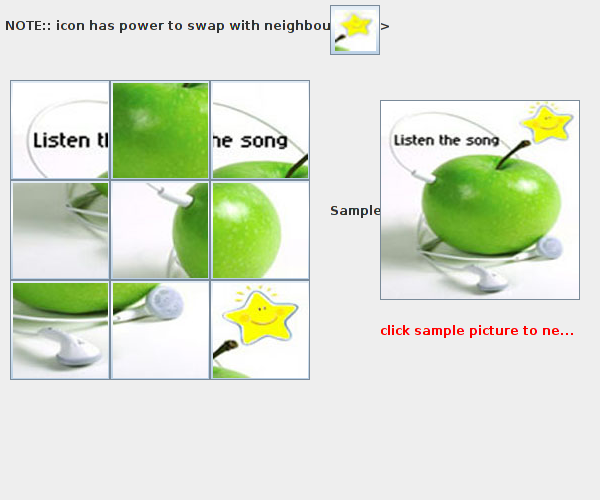 NOTE:: icon has power to swap with neighbou >
Listen th
he song
Listen the song
Sample
click sample picture to ne...